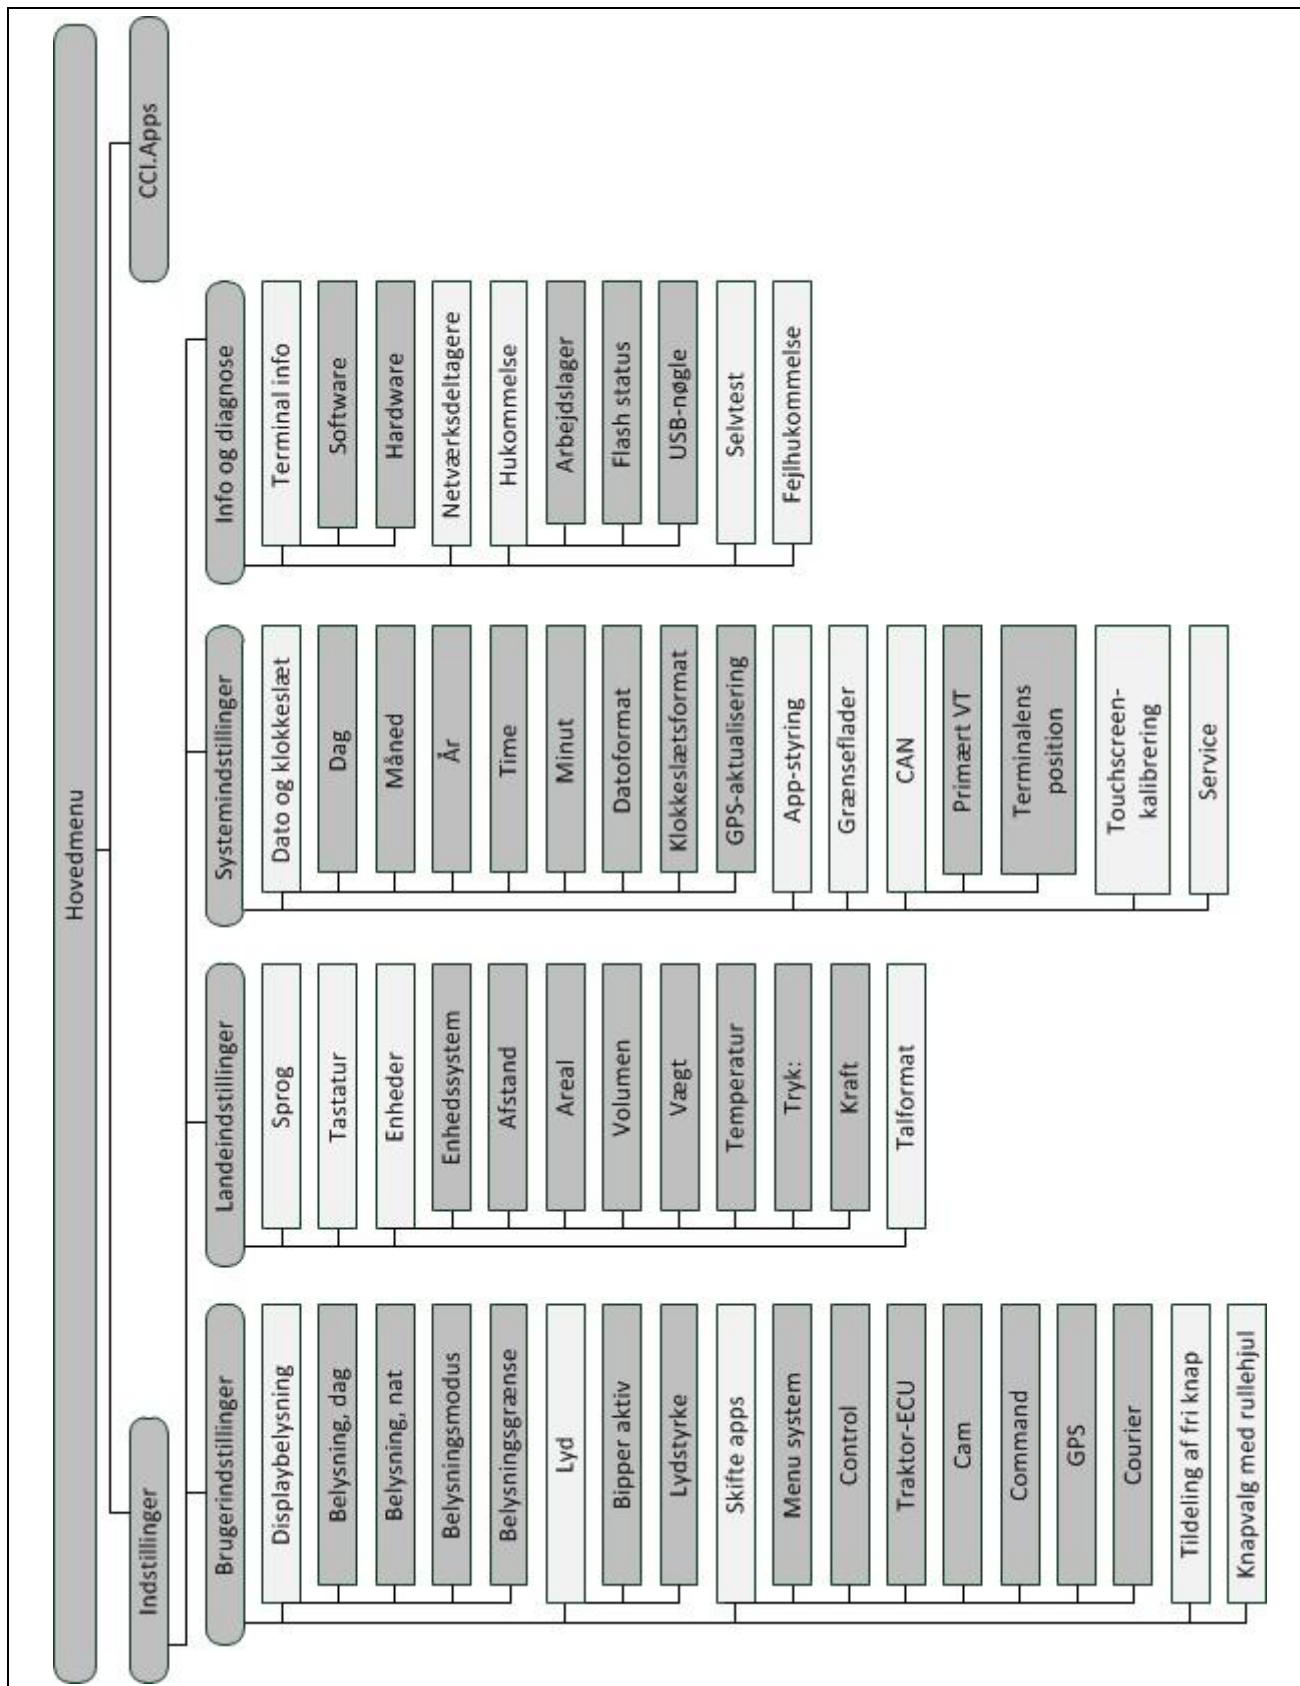 Hovedmenu
Indstillinger
CCI.Apps
Brugerindstillinger
Displaybelysning
Belysning, dag
Belysning, nat
Belysningsmodus
Belysningsgrænse
Lyd
Bipper aktiv
Lydstyrke
Skifte apps
Menu system
Control
Traktor-ECU
Cam
Command
GPS
Courier
Tildeling af fri knap
Knapvalg med rullehjul
Landeindstillinger
Sprog
Tastatur
Enheder
Enhedssystem
Afstand
Areal
Volumen
Vægt
Temperatur
Tryk:
Kraft
Talformat
Systemindstillinger
Dato og klokkeslæt
Dag
Måned
År
Time
Minut
Datoformat
Klokkeslætsformat
GPS-aktualisering
App-styring
Grænseflader
CAN
Primært VT
Terminalens
position
Touchscreen-
kalibrering
Service
Info og diagnose
Terminal info
Software
Hardware
Netværksdeltagere
Hukommelse
Arbejdslager
Flash status
USB-nøgle
Selvtest
Fejlhukommelse